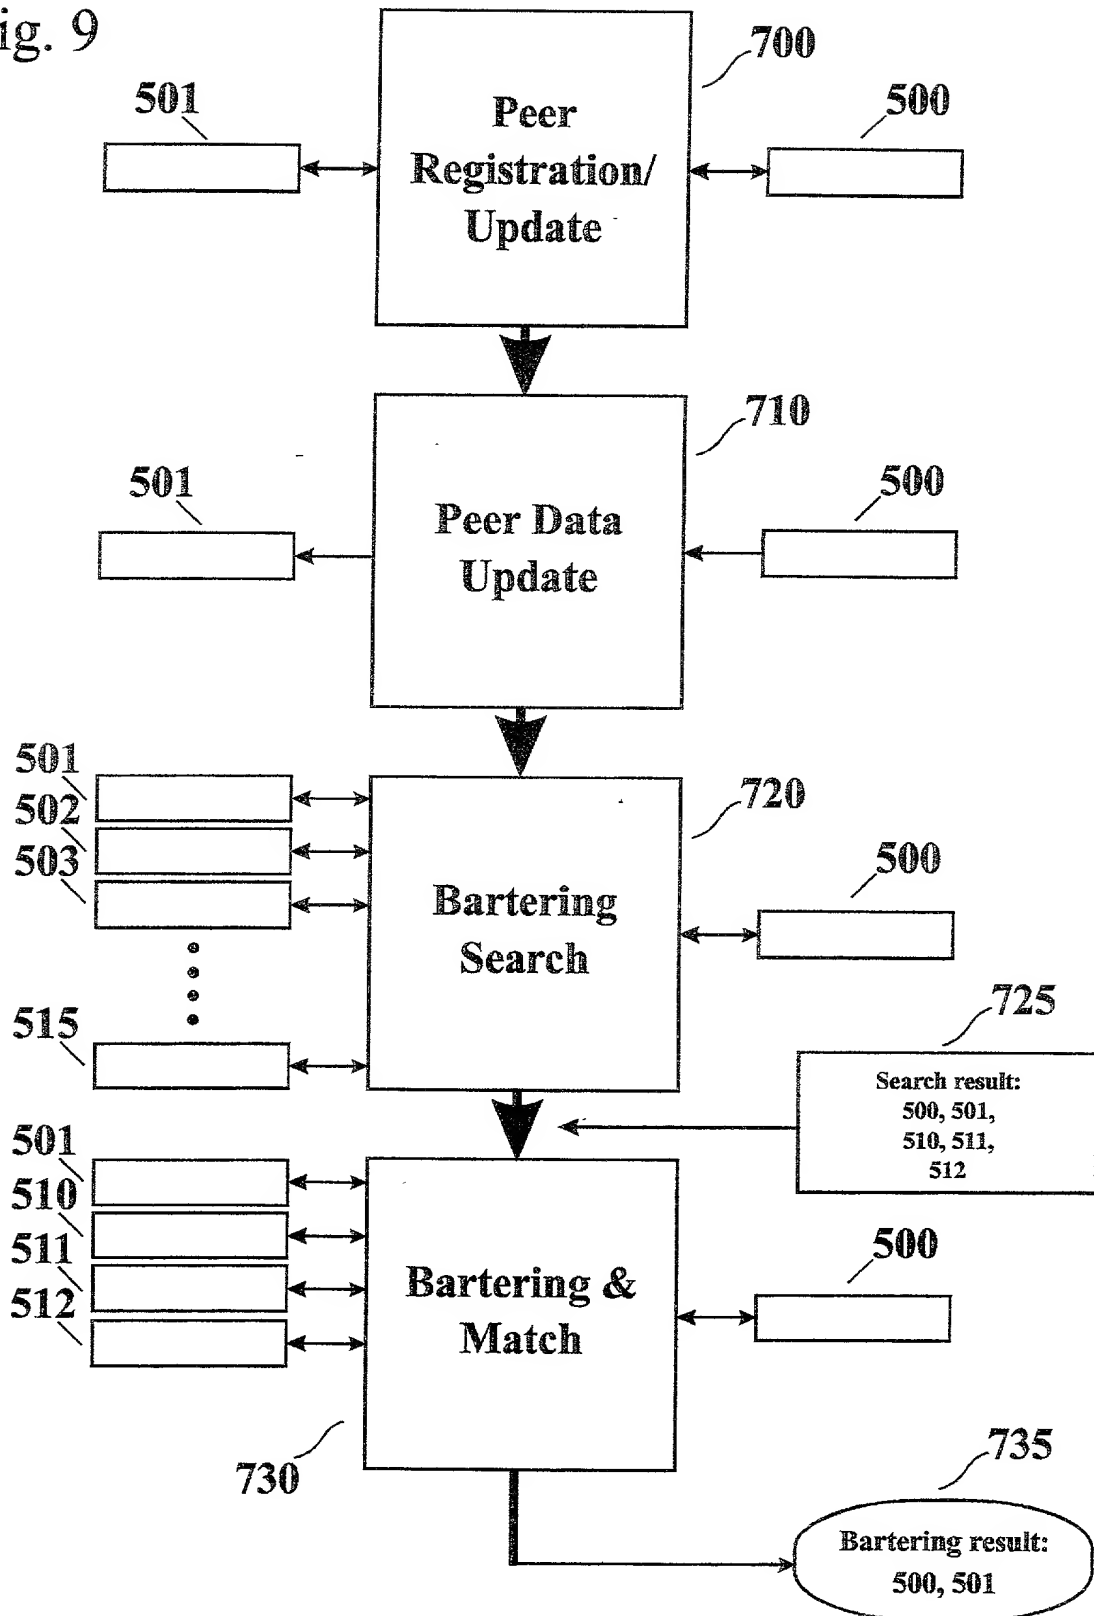 ig. 9
700
501
500
Peer
Registration/
Update
710
501
500
Peer Data
Update
501
502
503
515
720
500
Bartering
Search
725
Search result:
500, 501,
510, 511,
512
501
510
511
512
500
Bartering &
Match
730
735
Bartering result:
500, 501